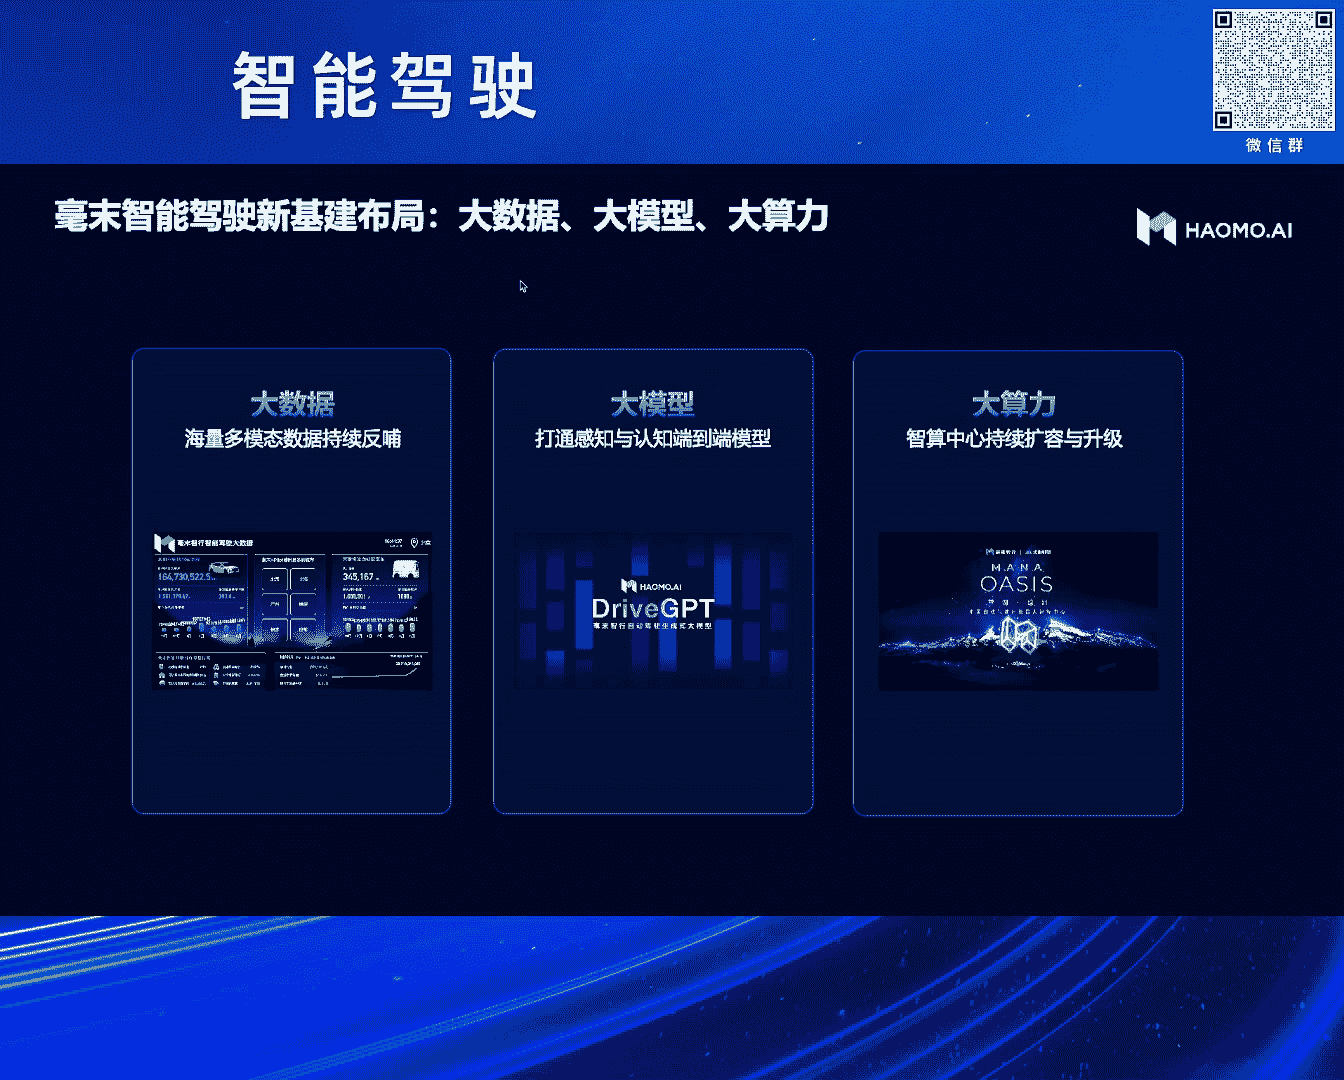 智能驾驶
微信群
毫末智能驾驶新基建布局：大数据、大模型、大算力
HAOMO.AI
大数据
海量多模态数据持续反哺
毫末智行智能驾驶大数据
164,730,522.5
345,167
大模型
打通感知与认知端到端模型
HAOMO.AI
DriveGPT
毫末智行自动驾驶生成式大模型
大算力
智算中心持续扩容与升级
MANA
OASIS